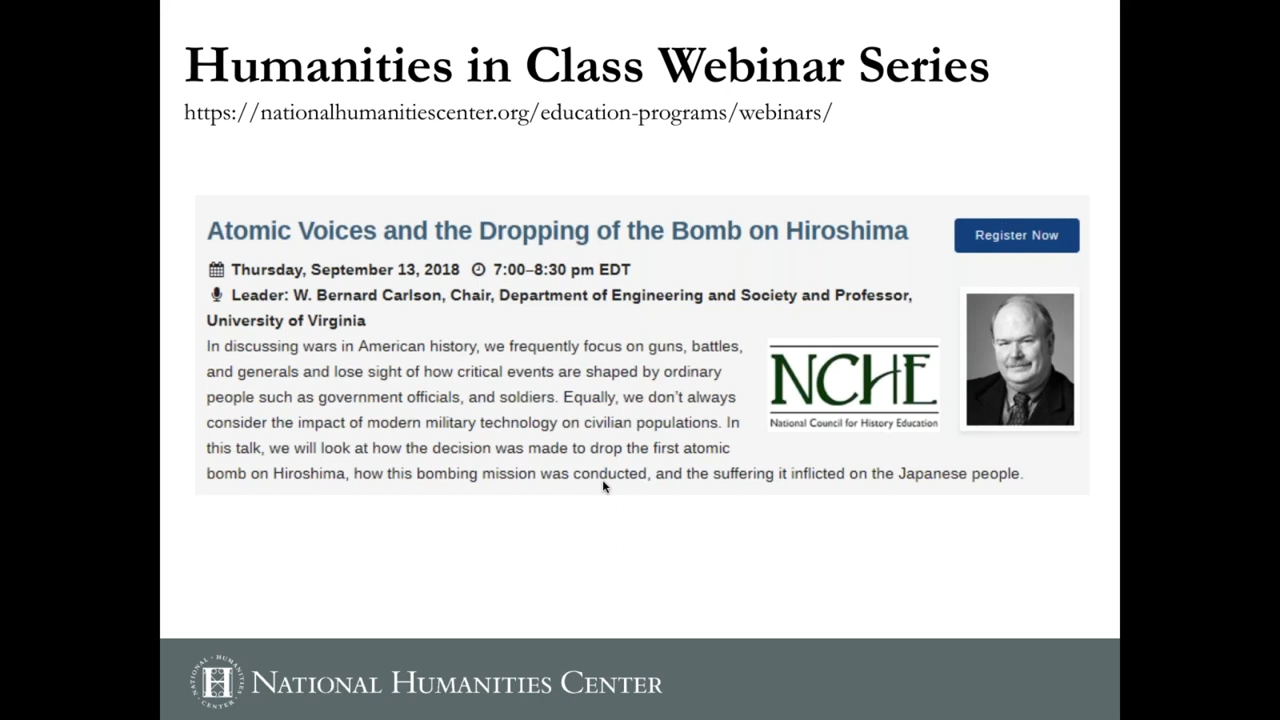 Humanities in Class Webinar Series
https://nationalhumanitiescenter.org/education-programs/webinars/
Atomic Voices and the Dropping of the Bomb on Hiroshima
Register Now
Thursday, September 13, 2018 7:00–8:30 pm EDT
Leader: W. Bernard Carlson, Chair, Department of Engineering and Society and Professor,
University of Virginia
In discussing wars in American history, we frequently focus on guns, battles,
and generals and lose sight of how critical events are shaped by ordinary
people such as government officials, and soldiers. Equally, we don’t always
consider the impact of modern military technology on civilian populations. In
this talk, we will look at how the decision was made to drop the first atomic
bomb on Hiroshima, how this bombing mission was conducted, and the suffering it inflicted on the Japanese people.
NCHE
National Council for History Education
NATIONAL · HUMANITIES · CENTER
H
NATIONAL HUMANITIES CENTER